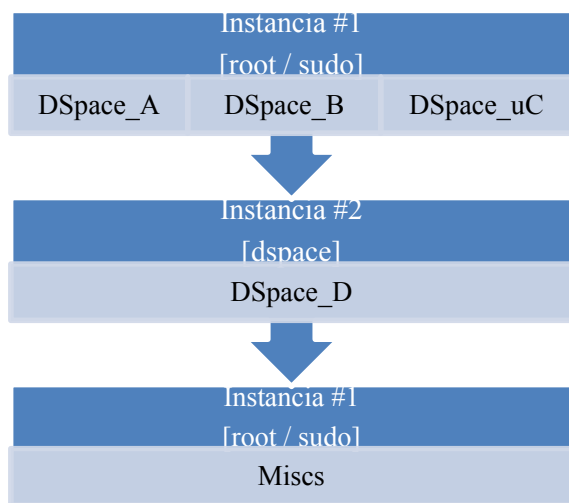 Instancia #1
[root / sudo]
DSpace_A DSpace_B DSpace_uC
Instancia #2
[dspace]
DSpace_D
Instancia #1
[root / sudo]
Miscs